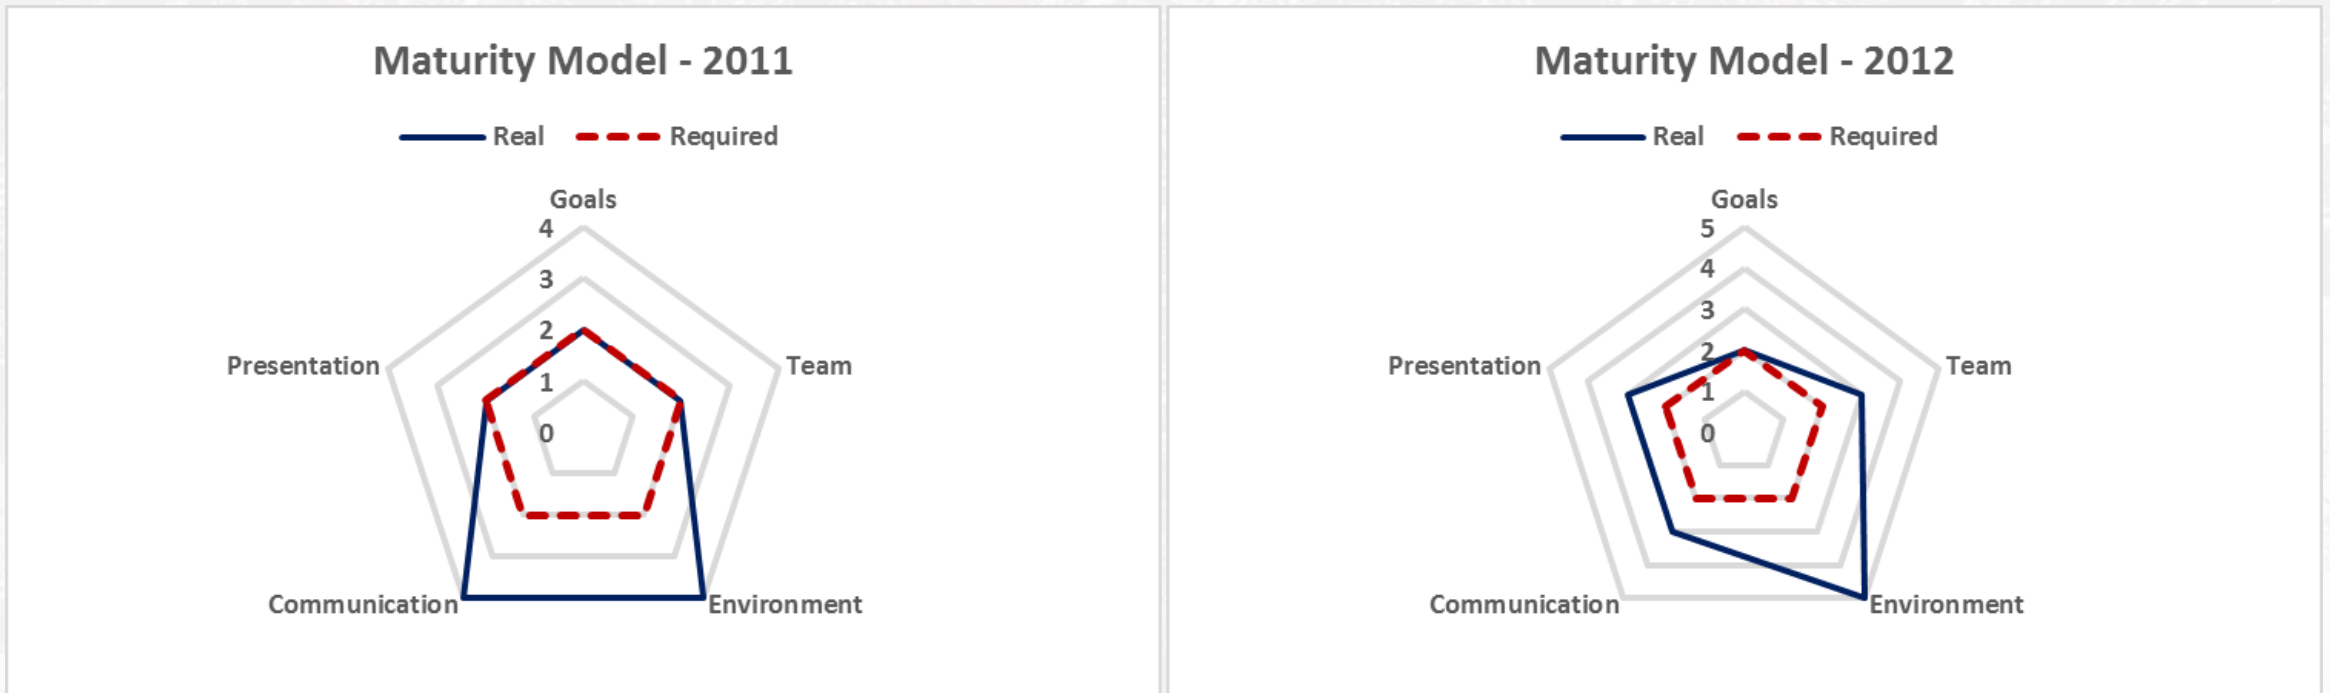 Maturity Model - 2011
Real Required
Goals
4
3
2
1
0
Team
Presentation
Communication
Environment
Maturity Model - 2012
Real Required
Goals
5
4
3
2
1
0
Team
Presentation
Communication
Environment